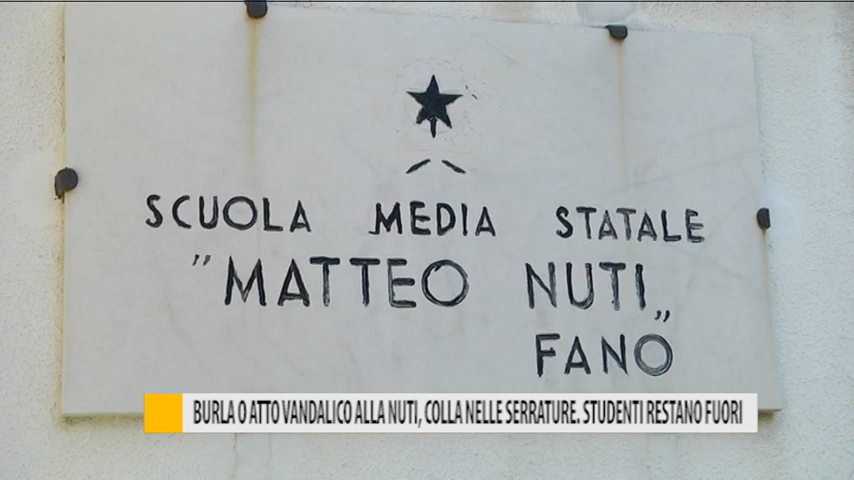 SCUOLA MEDIA STATALE
"MATTEO NUTI„
FANO
BURLA O ATTO VANDALICO ALLA NUTI, COLLA NELLE SERRATURE. STUDENTI RESTANO FUORI